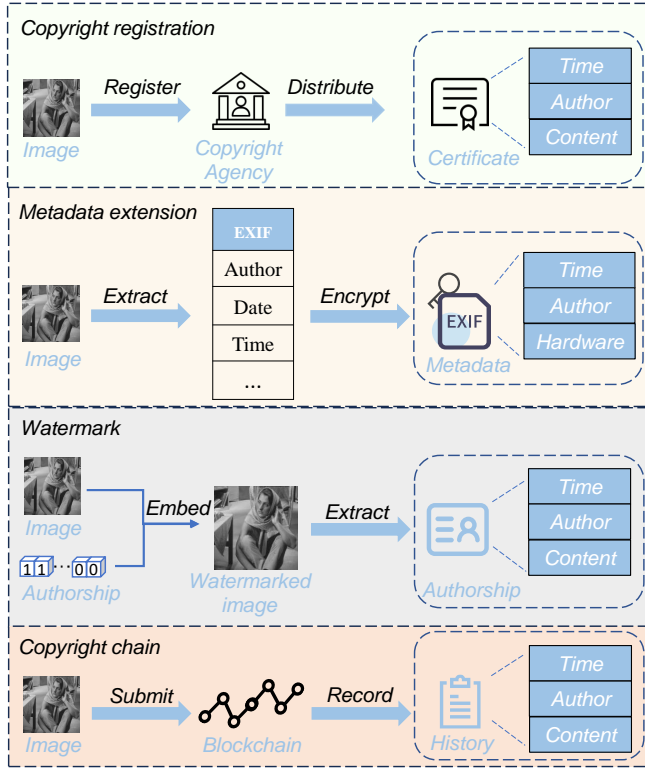 Copyright registration
Register
Distribute
Image
Copyright
Agency
Certificate
Time
Author
Content
Metadata extension
Extract
EXIF
Author
Date
Time
...
Encrypt
Image
EXIF
Metadata
Time
Author
Hardware
Watermark
Image
Embed
11...00
Authorship
Watermarked
image
Extract
Authorship
Time
Author
Content
Copyright chain
Submit
Record
Image
Blockchain
History
Time
Author
Content